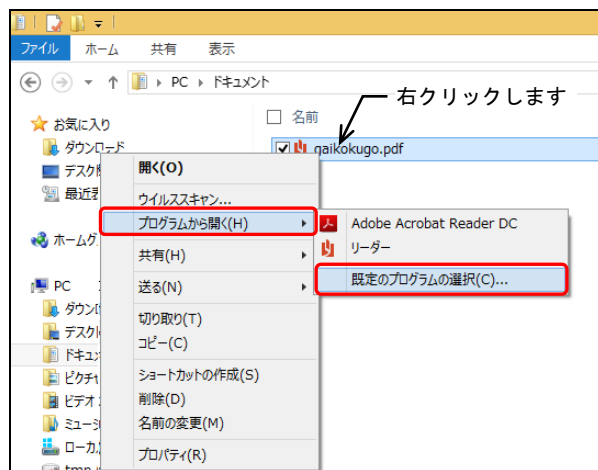 ファイル ホーム 共有 表示
PC ドキュメント
右クリックします
名前
お気に入り
gaikokugo.pdf
ダウンロード
デスク
開く(O)
最近
ウイルススキャン...
プログラムから開く(H)
Adobe Acrobat Reader DC
ホームグ
リーダー
共有(H)
PC
送る(N)
既定のプログラムの選択(C)...
ダウン
切り取り(T)
デスク
コピー(C)
ドキュ
ピクチ
ショートカットの作成(S)
ビデオ
削除(D)
ミュージ
名前の変更(M)
ローカ
プロパティ(R)
tmp